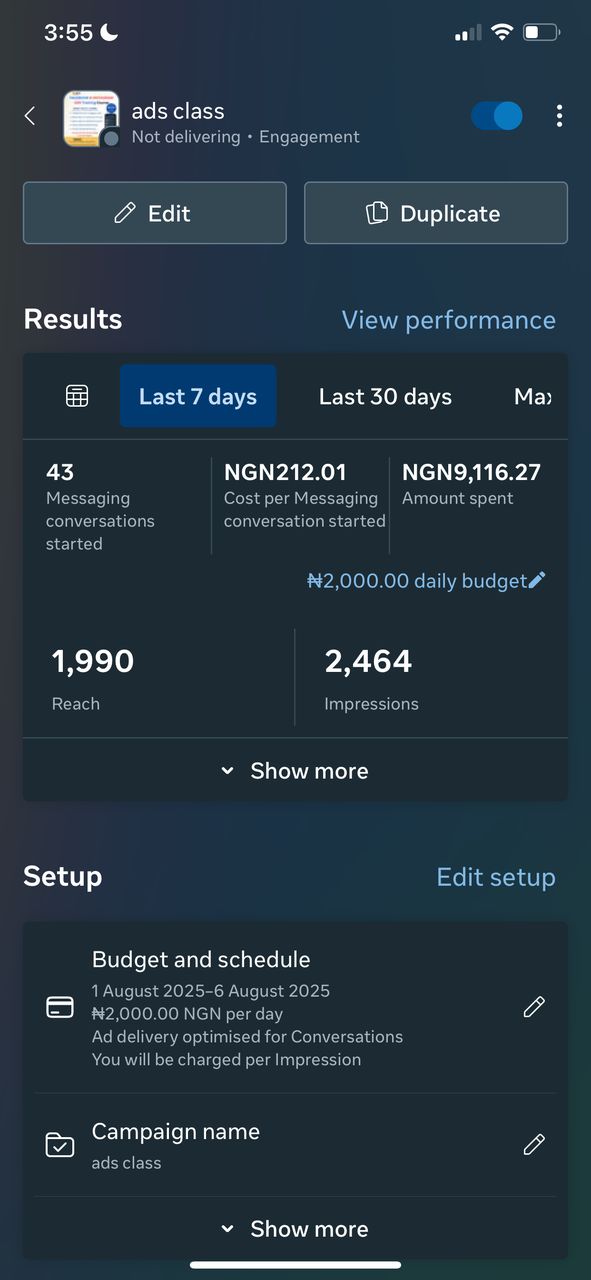 3:55
ads class
Not delivering • Engagement
Edit
Duplicate
Results
View performance
Last 7 days
Last 30 days
Max
43
Messaging
conversations
started
NGN212.01
Cost per Messaging
conversation started
NGN9,116.27
Amount spent
₦2,000.00 daily budget
1,990
Reach
2,464
Impressions
Show more
Setup
Edit setup
Budget and schedule
1 August 2025–6 August 2025
₦2,000.00 NGN per day
Ad delivery optimised for Conversations
You will be charged per Impression
Campaign name
ads class
Show more